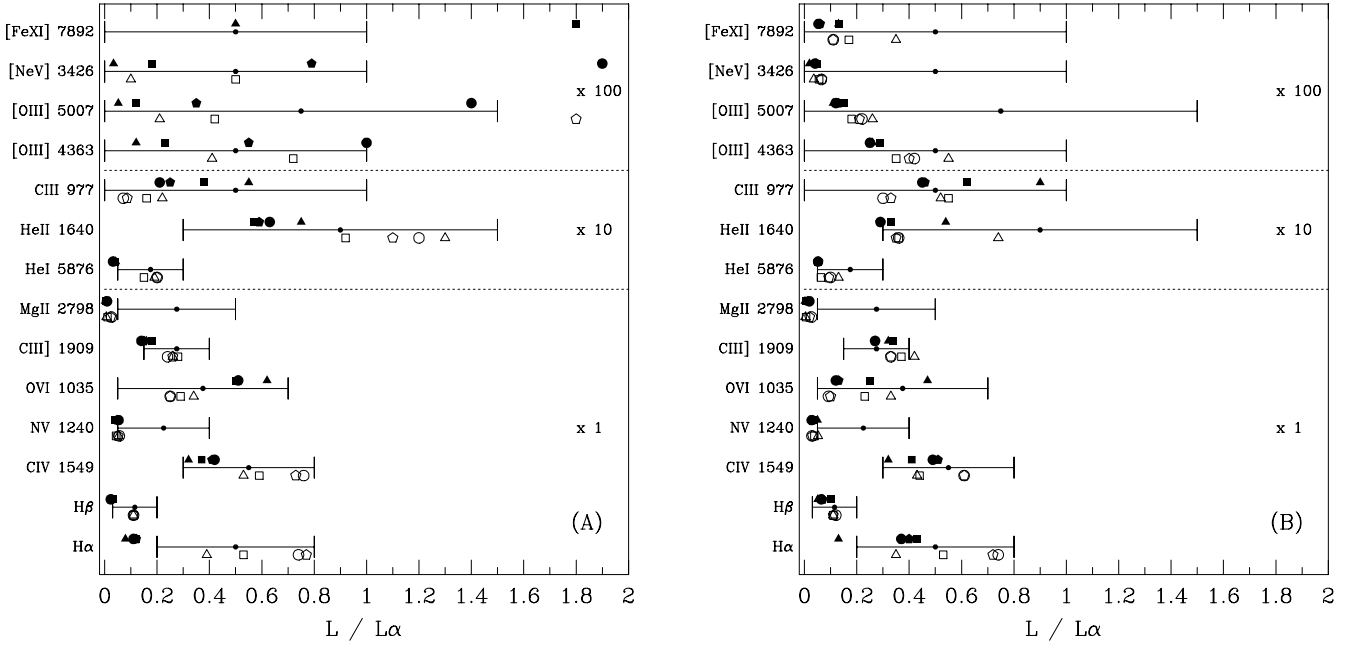 [FeXI] 7892
[NeV] 3426
[OIII] 5007
[OIII] 4363
CIII 977
HeII 1640
HeI 5876
MgII 2798
CIII] 1909
OVI 1035
NV 1240
CIV 1549
Hβ
Hα
x 100
x 10
x 1
(A)
0 0.2 0.4 0.6 0.8 1 1.2 1.4 1.6 1.8 2
L / Lα
[FeXI] 7892
[NeV] 3426
[OIII] 5007
[OIII] 4363
CIII 977
HeII 1640
HeI 5876
MgII 2798
CIII] 1909
OVI 1035
NV 1240
CIV 1549
Hβ
Hα
x 100
x 10
x 1
(B)
0 0.2 0.4 0.6 0.8 1 1.2 1.4 1.6 1.8 2
L / Lα